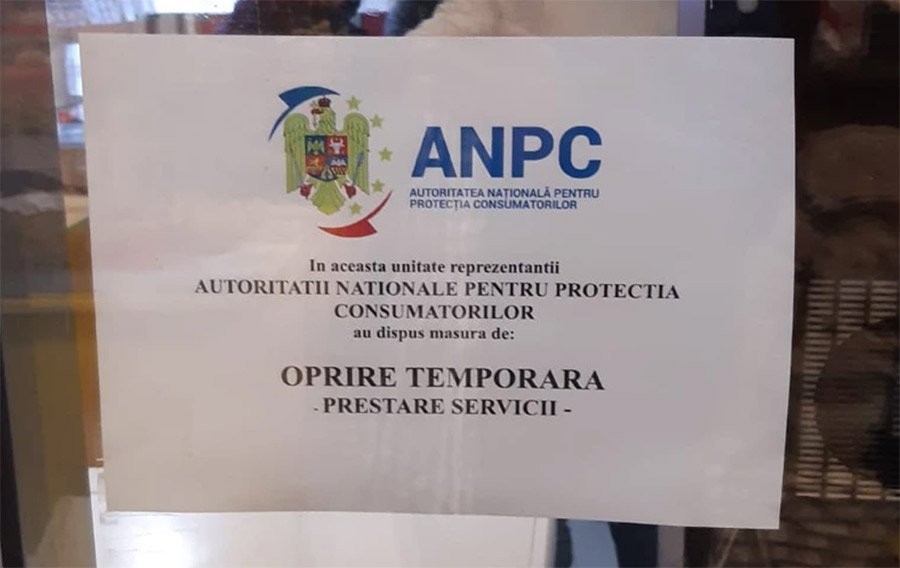 ANPC
AUTORITATEA NAȚIONALĂ PENTRU
PROTECȚIA CONSUMATORILOR
In aceasta unitate reprezentantii
AUTORITATII NATIONALE PENTRU PROTECTIA
CONSUMATORILOR
au dispus masura de:
OPRIRE TEMPORARA
- PRESTARE SERVICII -